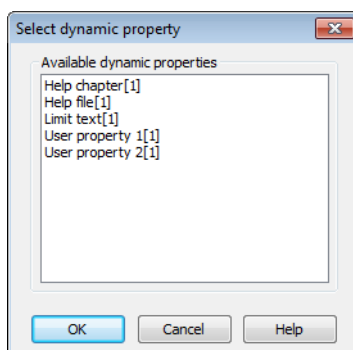 Select dynamic property
Available dynamic properties
Help chapter[1]
Help file[1]
Limit text[1]
User property 1[1]
User property 2[1]
OK Cancel Help